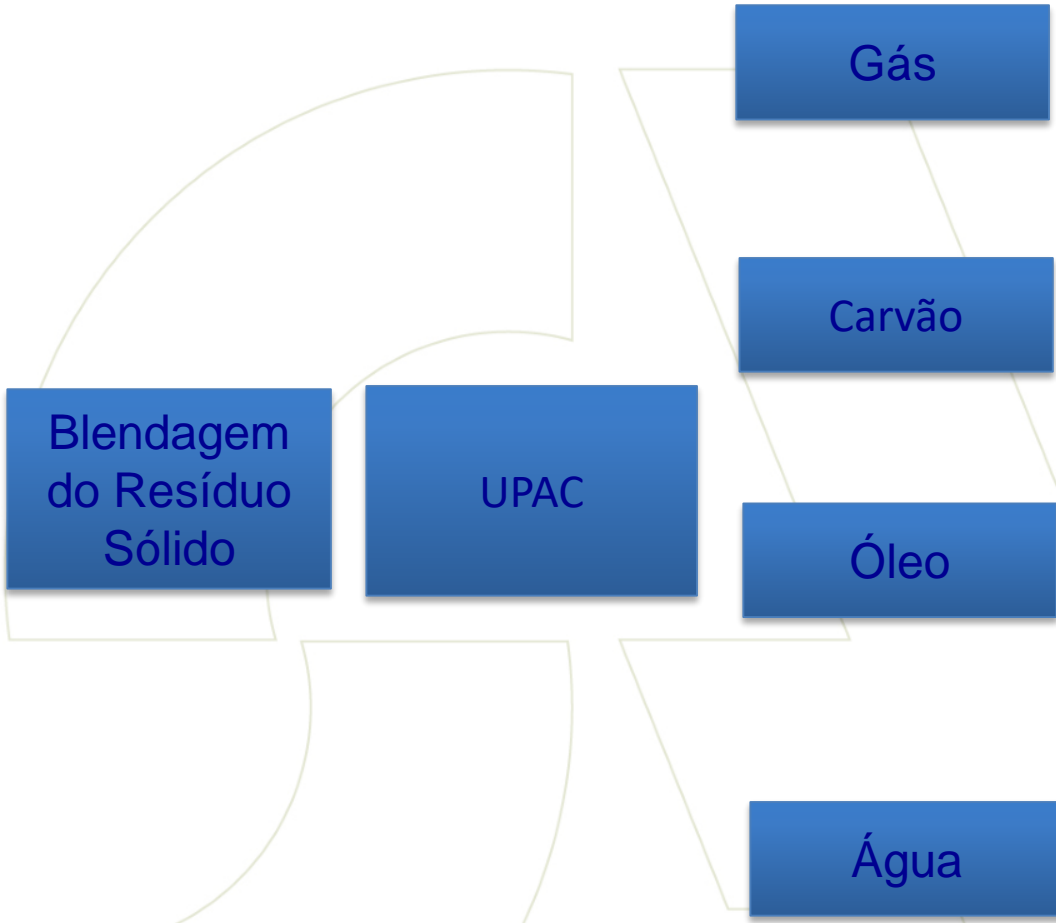 Gás
Carvão
Blendagem
do Resíduo
Sólido
UPAC
Óleo
Água